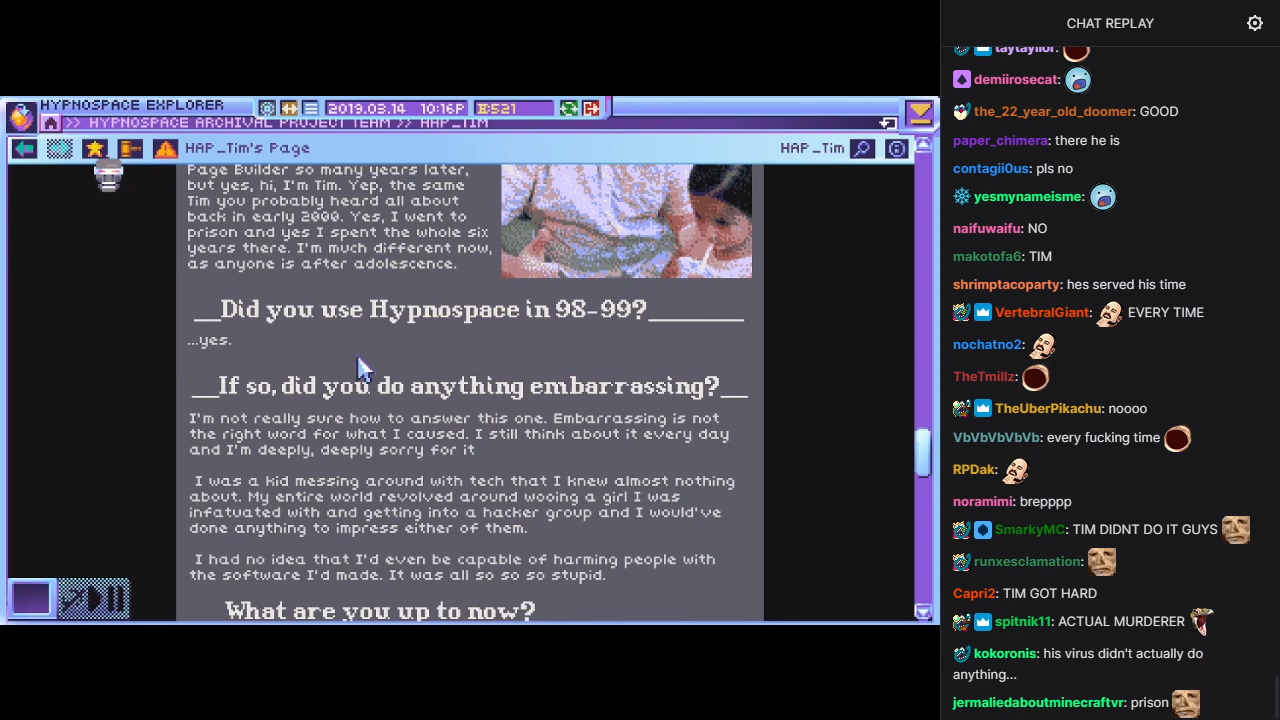 HYPNOSPACE EXPLORER
2019.03.14 10:16P
521
>> HYPNOSPACE ARCHIVAL PROJECT TEAM >> HAP_TIM
HAP_Tim's Page
HAP_Tim
Page Builder so many years later,
but yes, hi, I'm Tim. Yep, the same
Tim you probably heard all about
back in early 2000. Yes, I went to
prison and yes I spent the whole six
years there. I'm much different now,
as anyone is after adolescence.
__Did you use Hypnospace in 98-99?________
...yes.
__If so, did you do anything embarrassing?__
I'm not really sure how to answer this one. Embarrassing is not
the right word for what I caused. I still think about it every day
and I'm deeply, deeply sorry for it
I was a kid messing around with tech that I knew almost nothing
about. My entire world revolved around wooing a girl I was
infatuated with and getting into a hacker group and I would've
done anything to impress either of them.
I had no idea that I'd even be capable of harming people with
the software I'd made. It was all so so so stupid.
What are you up to now?
CHAT REPLAY
taytaylior:
demiirosecat:
the_22_year_old_doomer: GOOD
paper_chimera: there he is
contagii0us: pls no
yesmynameisme:
naifuwaifu: NO
makotofa6: TIM
shrimptacoparty: hes served his time
VertebralGiant: EVERY TIME
nochatno2:
TheTmillz:
TheUberPikachu: noooo
VbVbVbVbVb: every fucking time
RPDak:
noramimi: brepppp
SmarkyMC: TIM DIDNT DO IT GUYS
runxesclamation:
Capri2: TIM GOT HARD
spitnik11: ACTUAL MURDERER
kokoronis: his virus didn't actually do
anything...
jermaliedaboutminecraftvr: prison